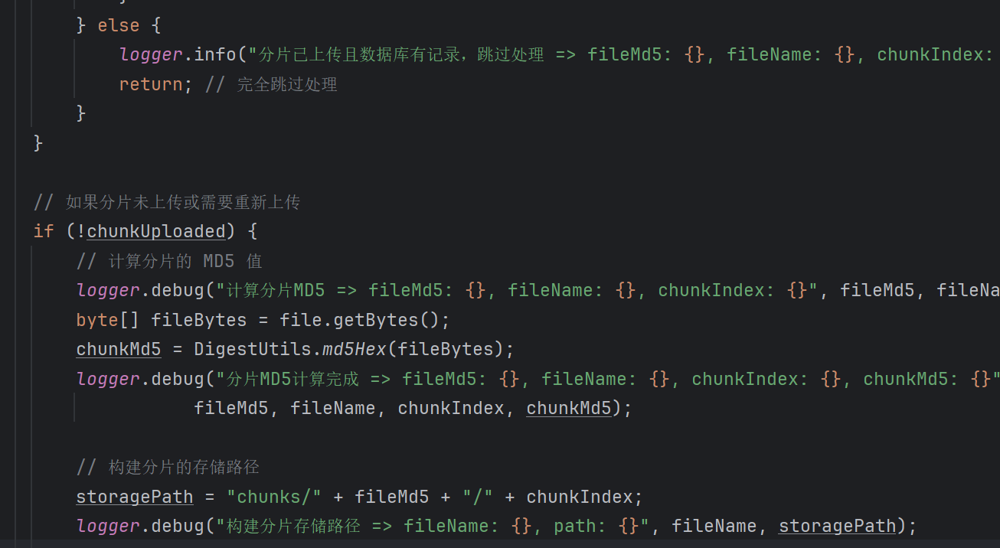 } else {
logger.info("分片已上传且数据库有记录，跳过处理 => fileMd5: {}, fileName: {}, chunkIndex:
return; // 完全跳过处理
}
}
// 如果分片未上传或需要重新上传
if (!chunkUploaded) {
// 计算分片的 MD5 值
logger.debug("计算分片MD5 => fileMd5: {}, fileName: {}, chunkIndex: {}", fileMd5, fileNa
byte[] fileBytes = file.getBytes();
chunkMd5 = DigestUtils.md5Hex(fileBytes);
logger.debug("分片MD5计算完成 => fileMd5: {}, fileName: {}, chunkIndex: {}, chunkMd5: {}"
fileMd5, fileName, chunkIndex, chunkMd5);
// 构建分片的存储路径
storagePath = "chunks/" + fileMd5 + "/" + chunkIndex;
logger.debug("构建分片存储路径 => fileName: {}, path: {}", fileName, storagePath);